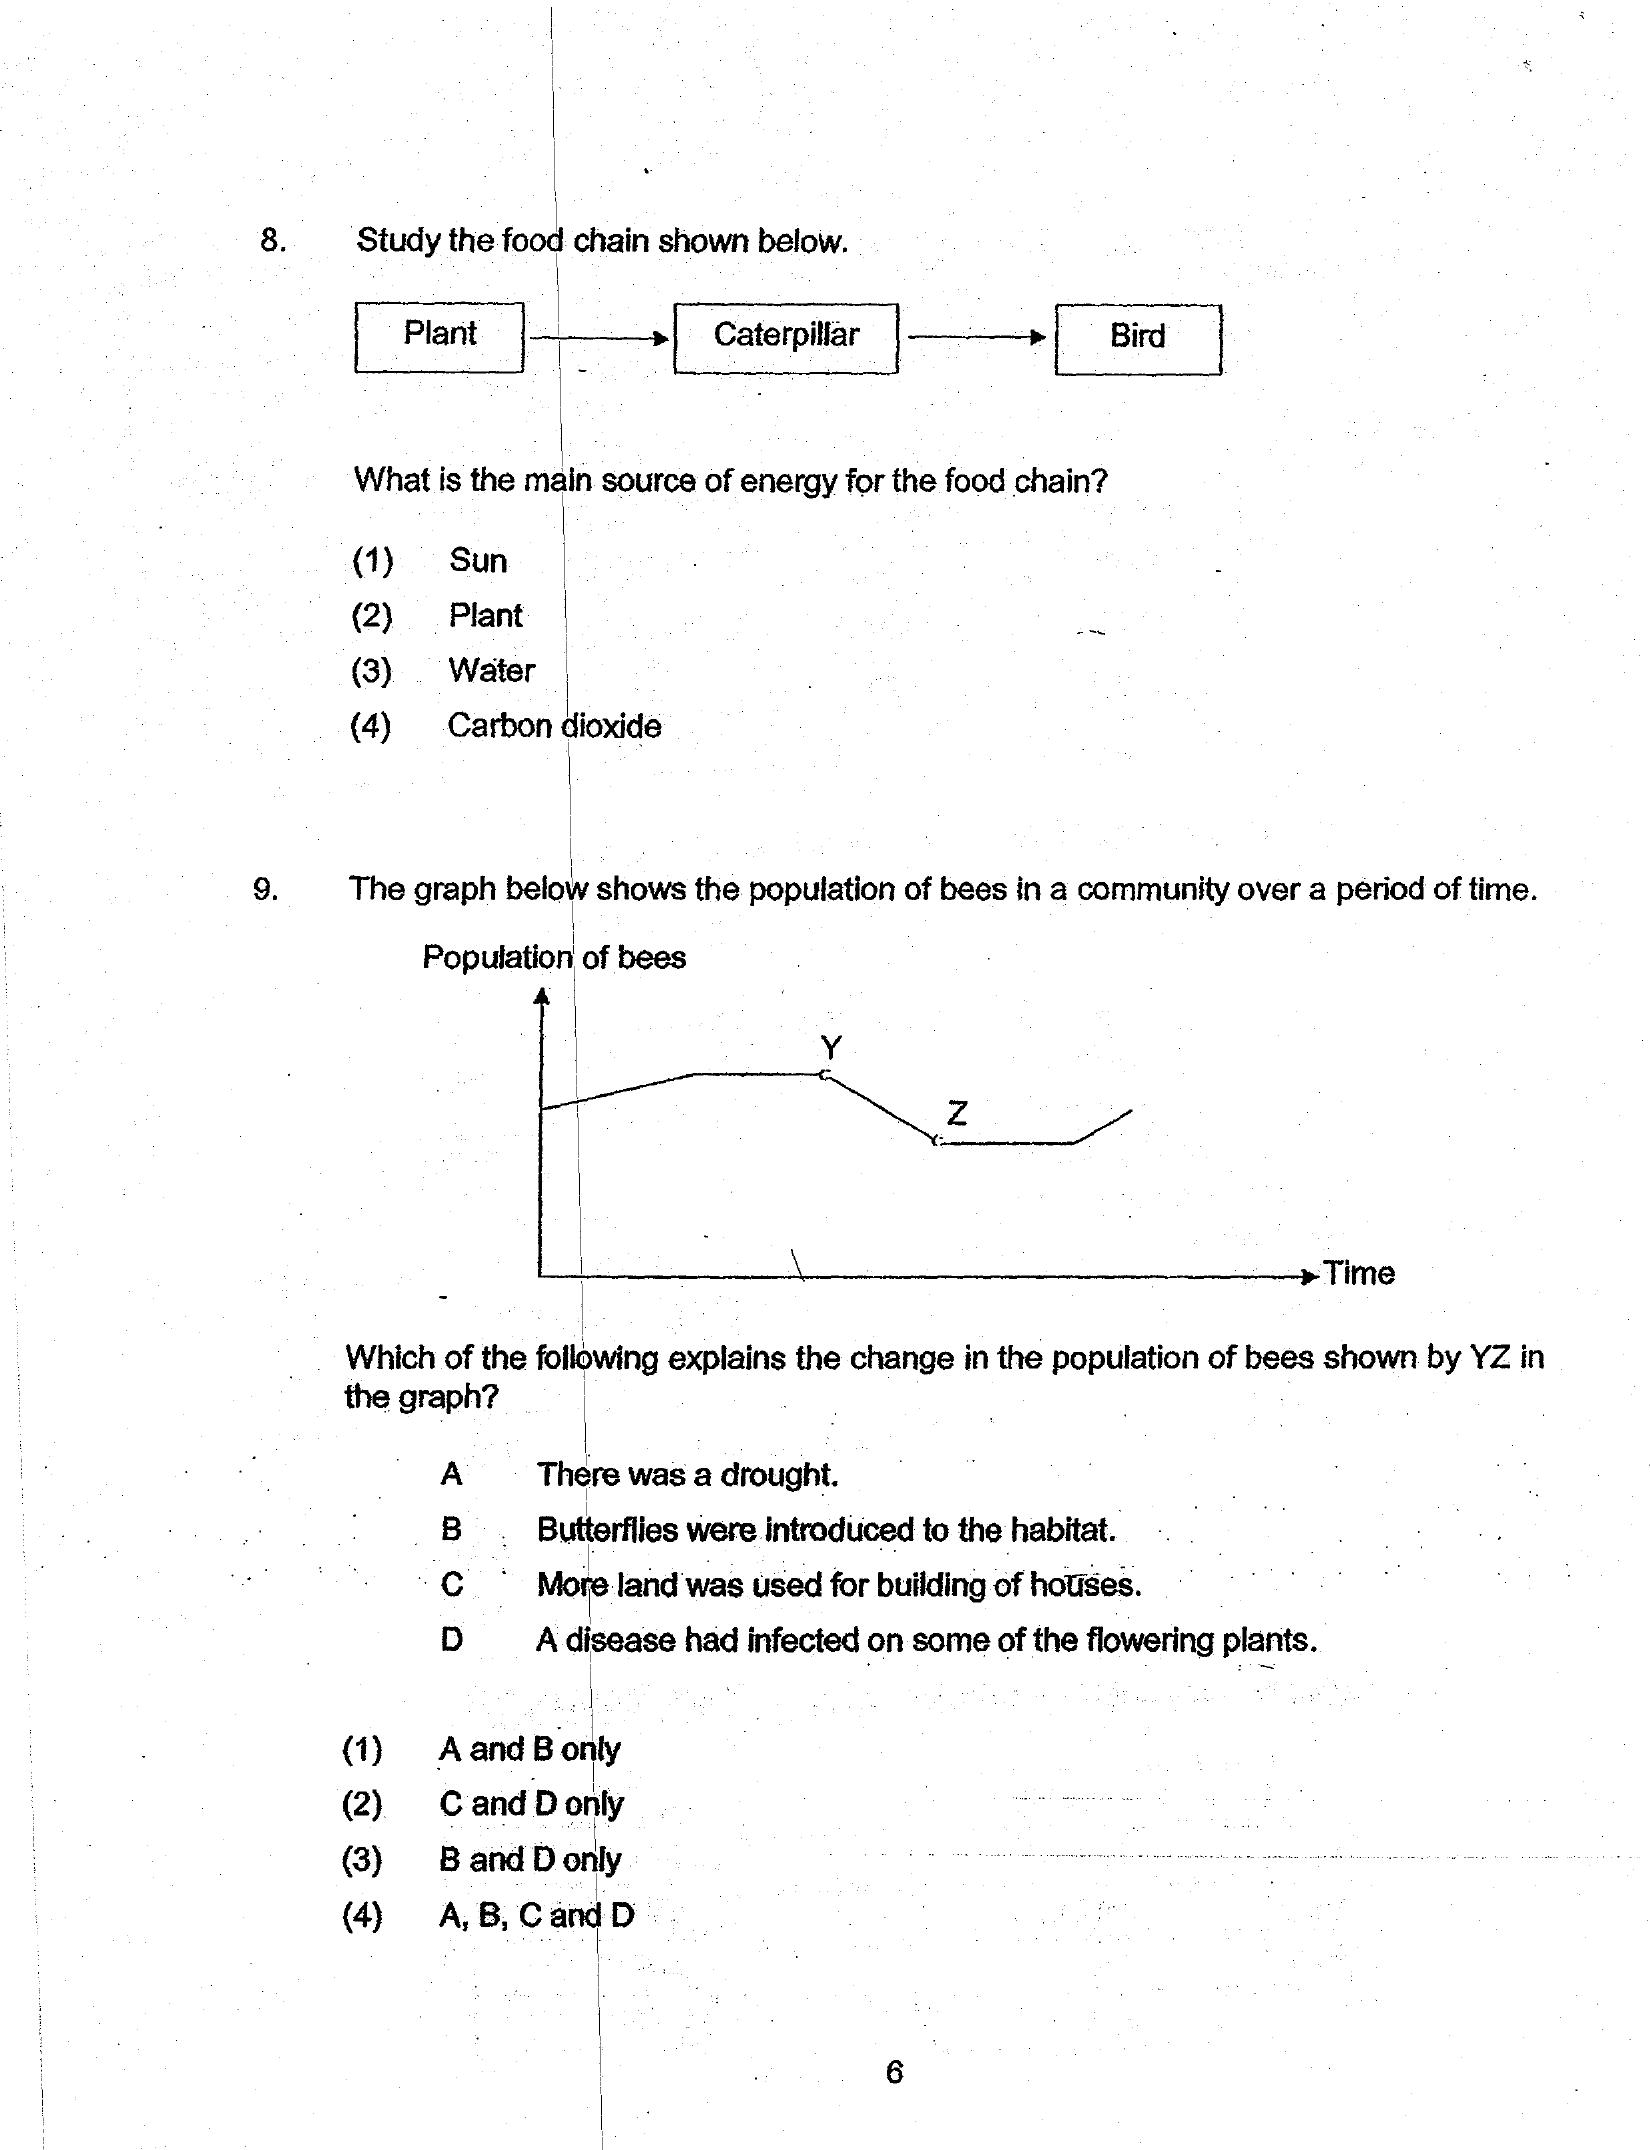 8. Study the food chain shown below.
Plant Caterpillar Bird
What is the main source of energy for the food chain?
(1) Sun
(2) Plant
(3) Water
(4) Carbon dioxide
9. The graph below shows the population of bees in a community over a period of time.
Population of bees
Y
Z
Time
Which of the following explains the change in the population of bees shown by YZ in
the graph?
A There was a drought.
B Butterflies were introduced to the habitat.
C More land was used for building of houses.
D A disease had infected on some of the flowering plants.
(1) A and B only
(2) C and D only
(3) B and D only
(4) A, B, C and D
6